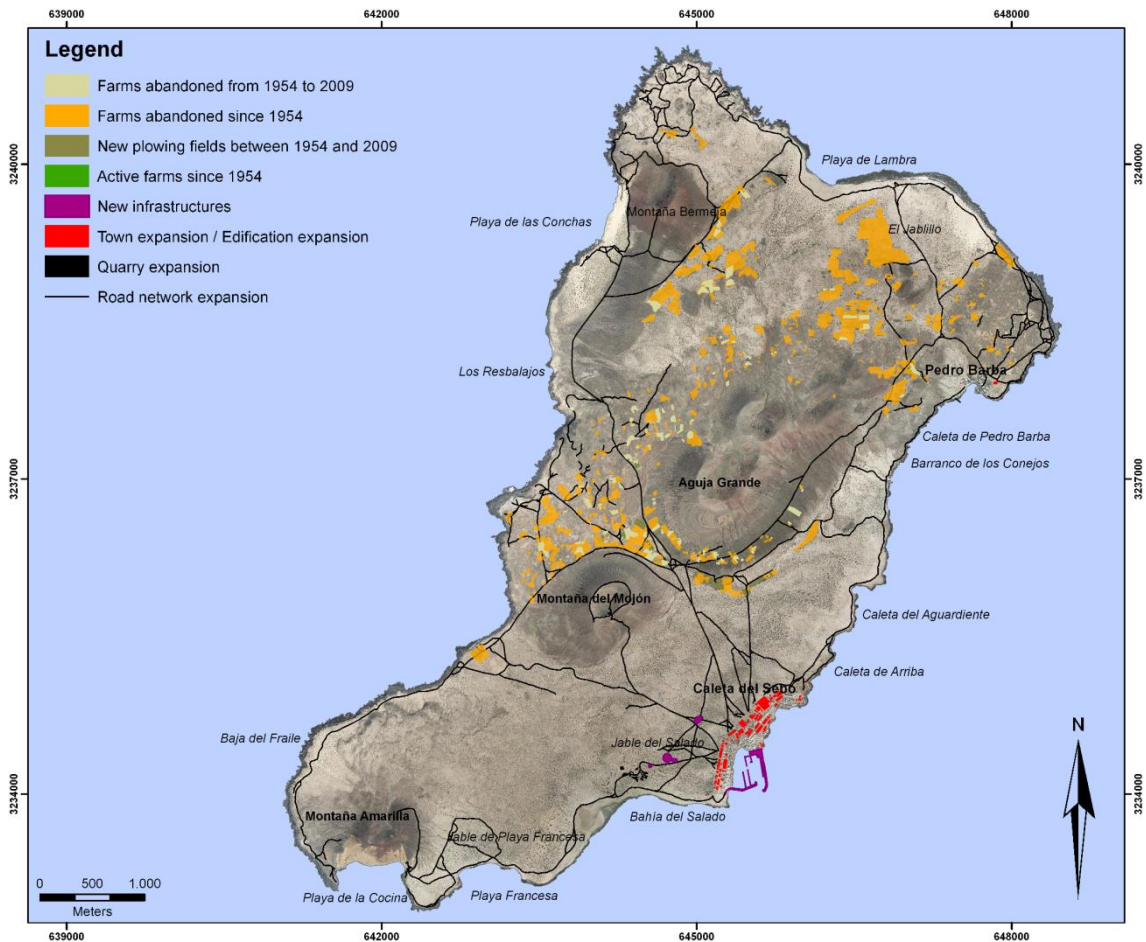 639000 642000 645000 648000
Legend
Farms abandoned from 1954 to 2009
Farms abandoned since 1954
New plowing fields between 1954 and 2009
Active farms since 1954
New infrastructures
Town expansion / Edification expansion
Quarry expansion
Road network expansion
3240000 3240000
Playa de Lambra
Montaña Bermeja
Playa de las Conchas
El Jablillo
Los Resbalajos
Pedro Barba
Caleta de Pedro Barba
Barranco de los Conejos
3237000 3237000
Aguja Grande
Montaña del Mojón
Caleta del Aguardiente
Caleta de Arriba
Caleta del Sebo
Baja del Fraile
Jable del Salado
N
3234000 3234000
Montaña Amarilla
Bahía del Salado
Jable de Playa Francesa
0 500 1.000
Meters
Playa de la Cocina
Playa Francesa
639000 642000 645000 648000